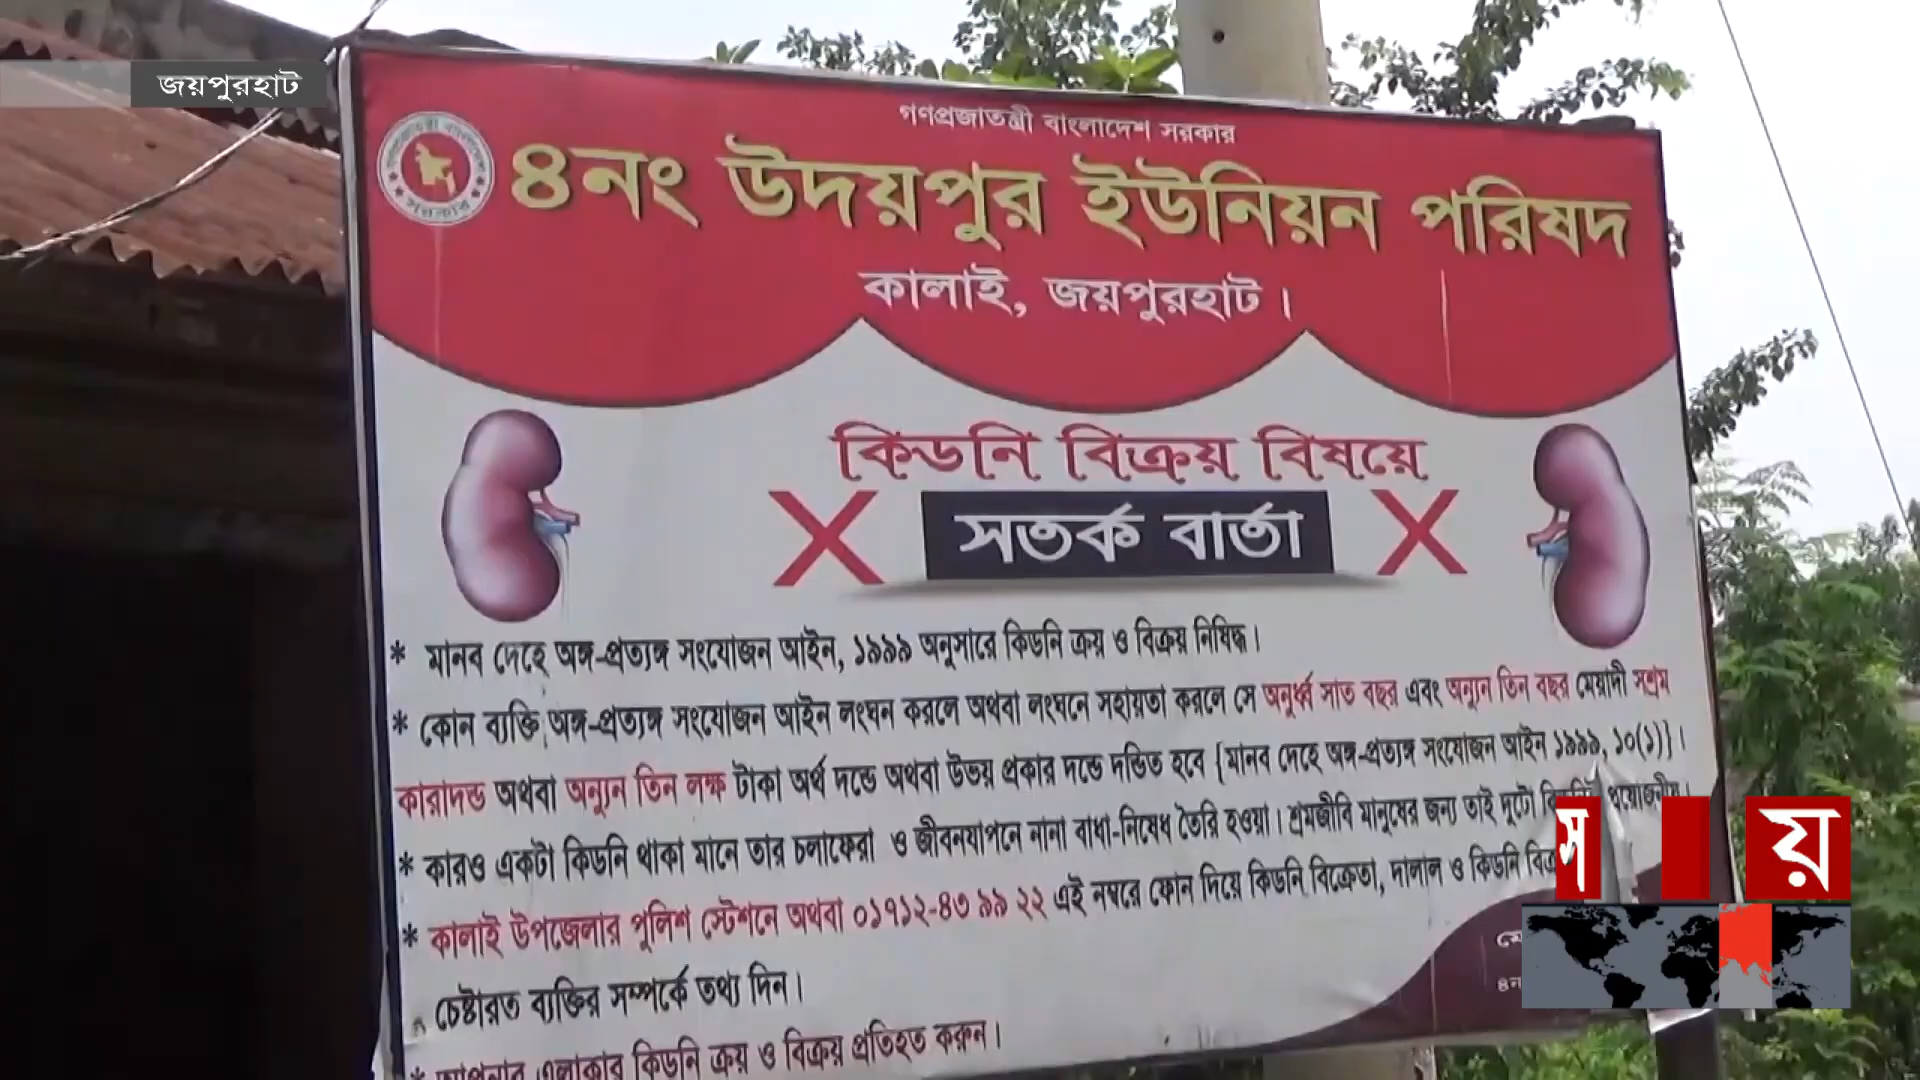 জয়পুরহাট
গণপ্রজাতন্ত্রী বাংলাদেশ সরকার
৪নং উদয়পুর ইউনিয়ন পরিষদ
কালাই, জয়পুরহাট।
কিডনি বিক্রয় বিষয়ে
X সতর্ক বার্তা X
* মানব দেহে অঙ্গ-প্রত্যঙ্গ সংযোজন আইন, ১৯৯৯ অনুসারে কিডনি ক্রয় ও বিক্রয় নিষিদ্ধ।
* কোন ব্যক্তি অঙ্গ-প্রত্যঙ্গ সংযোজন আইন লংঘন করলে অথবা লংঘনে সহায়তা করলে সে অনুর্ধ্ব সাত বছর এবং অন্যুন তিন বছর মেয়াদী সশ্রম
কারাদন্ড অথবা অন্যুন তিন লক্ষ টাকা অর্থ দন্ডে অথবা উভয় প্রকার দন্ডে দন্ডিত হবে {মানব দেহে অঙ্গ-প্রত্যঙ্গ সংযোজন আইন ১৯৯৯, ১০(১)}।
* কারও একটা কিডনি থাকা মানে তার চলাফেরা ও জীবনযাপনে নানা বাধা-নিষেধ তৈরি হওয়া। শ্রমজীবি মানুষের জন্য তাই দুটো প্রয়োজনীয়।
* কালাই উপজেলার পুলিশ স্টেশনে অথবা ০১৭১২-৪৩ ৯৯ ২২ এই নম্বরে ফোন দিয়ে কিডনি বিক্রেতা, দালাল ও কিডনি
চেষ্টারত ব্যক্তির সম্পর্কে তথ্য দিন।
* আপনার এলাকার কিডনি ক্রয় ও বিক্রয় প্রতিহত করুন।
স য়